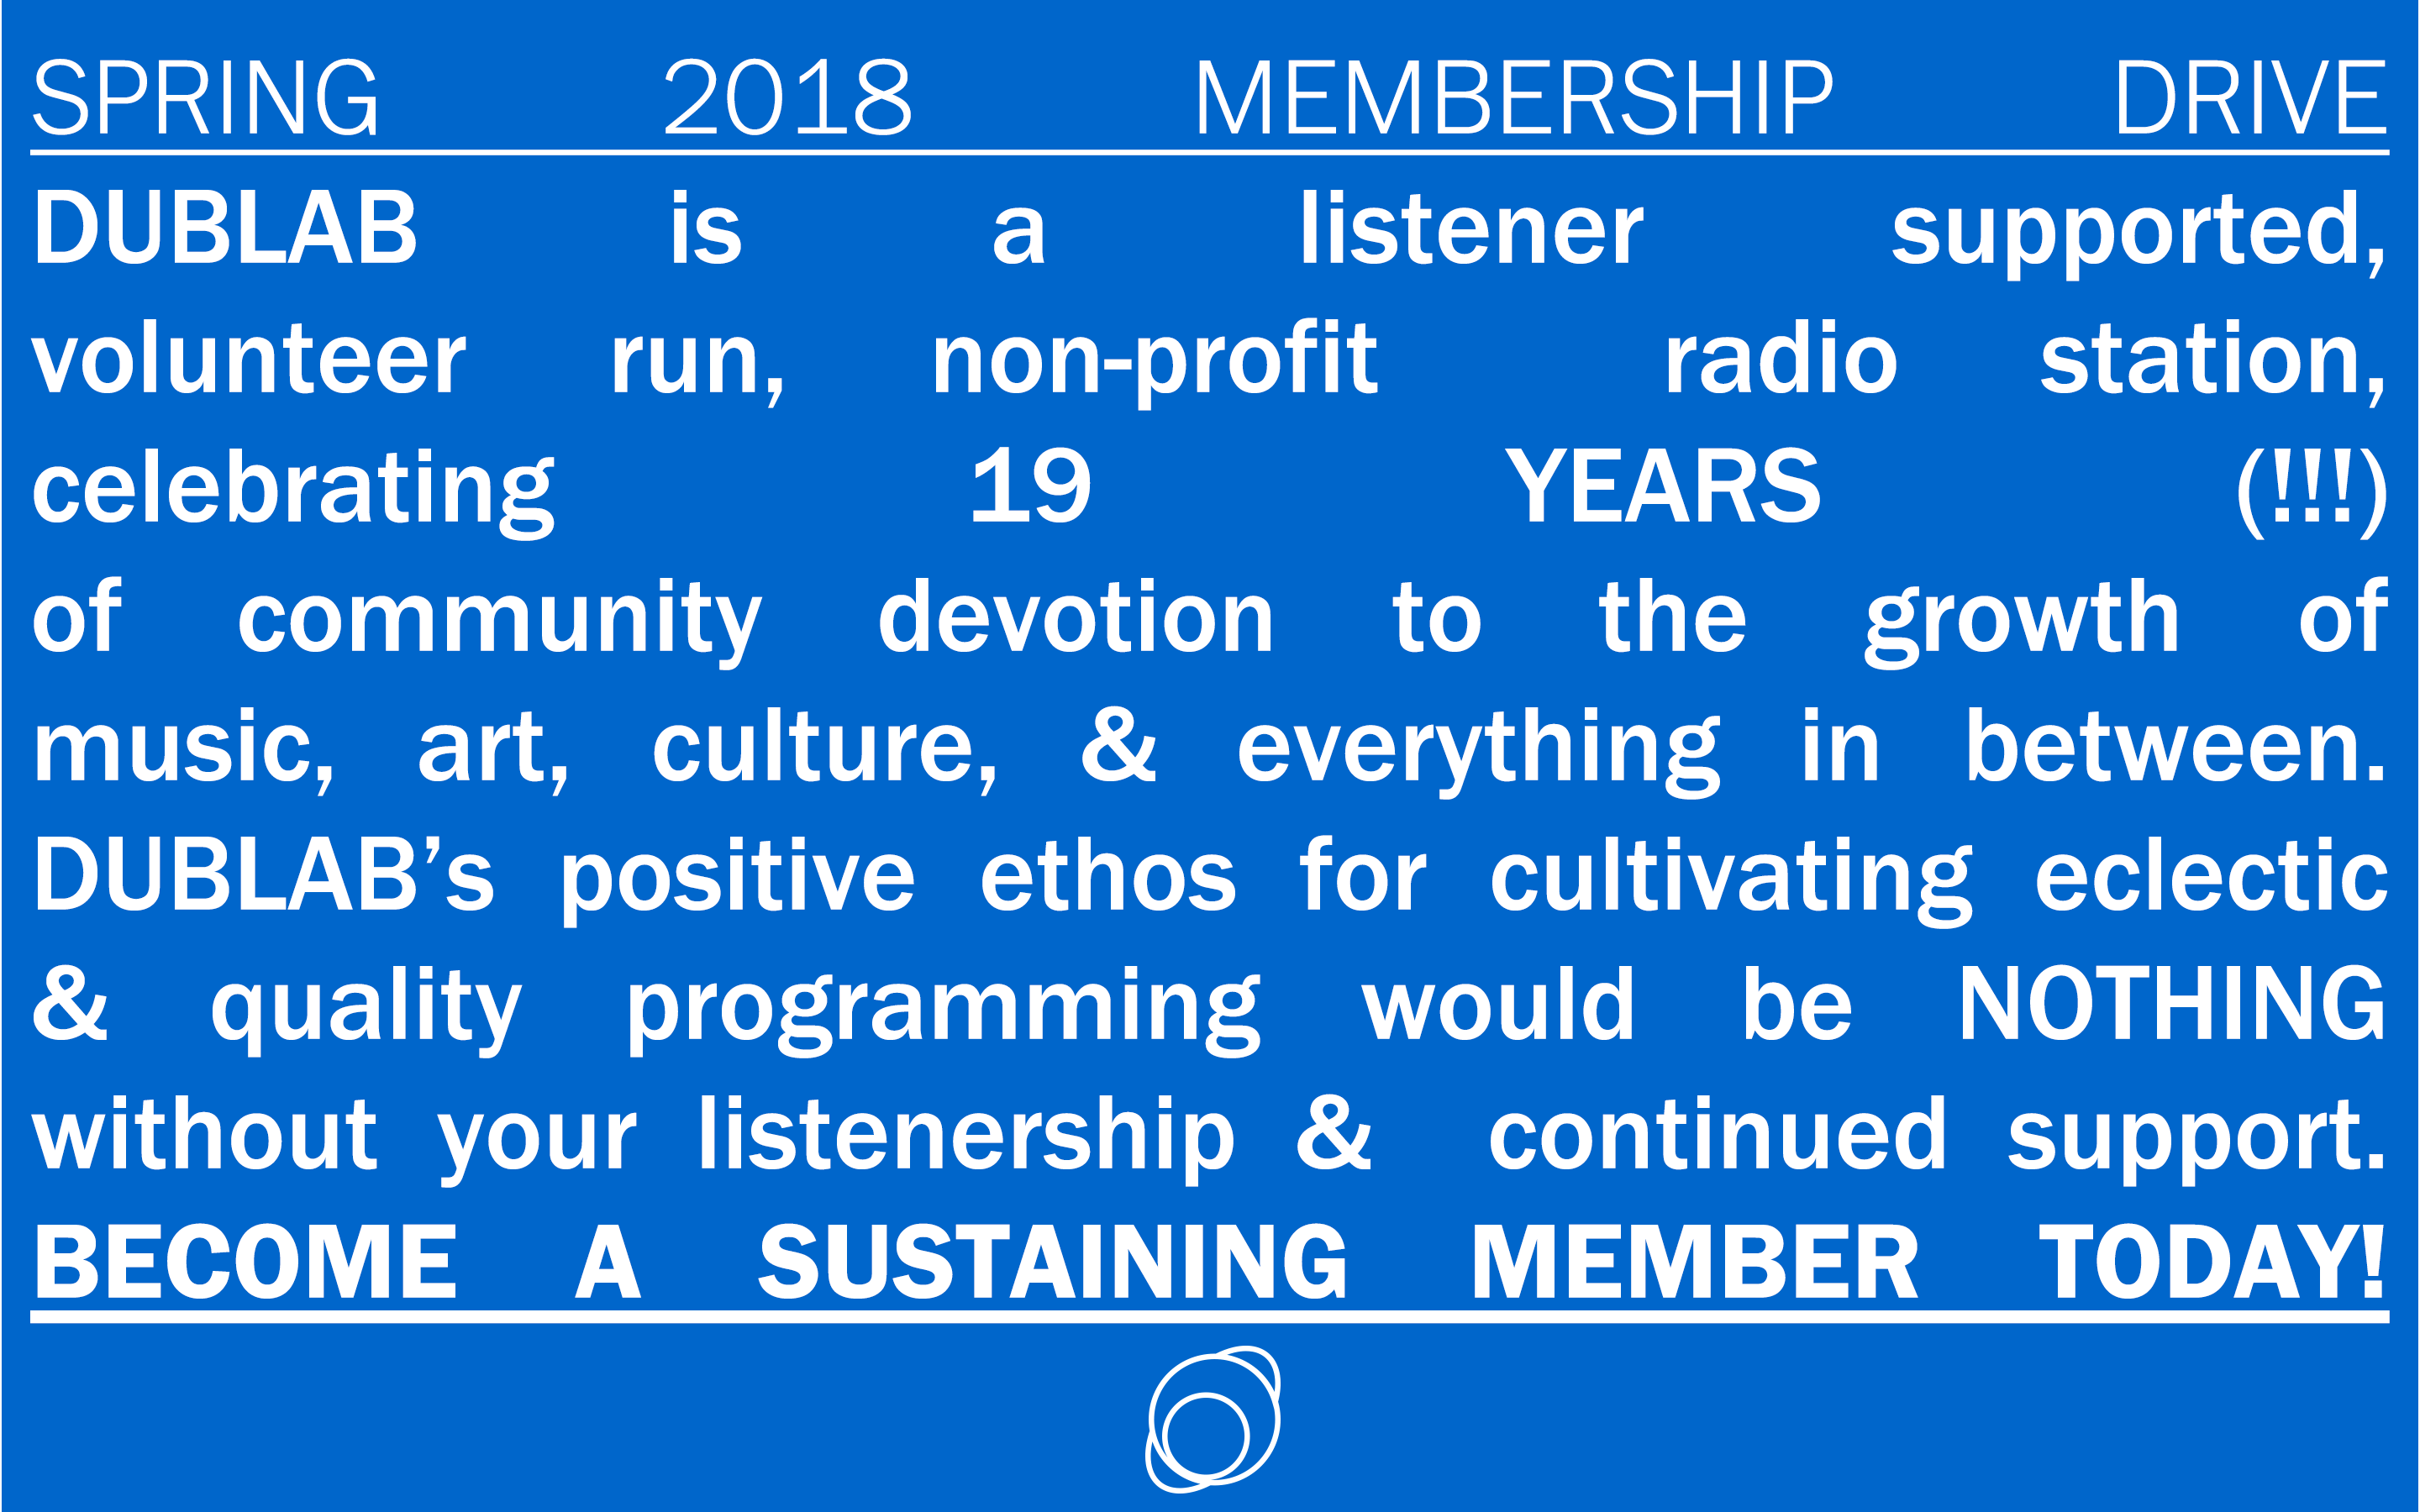 SPRING 2018 MEMBERSHIP DRIVE
DUBLAB is a listener supported,
volunteer run, non-profit radio station,
celebrating 19 YEARS (!!!)
of community devotion to the growth of
music, art, culture, & everything in between.
DUBLAB’s positive ethos for cultivating eclectic
& quality programming would be NOTHING
without your listenership & continued support.
BECOME A SUSTAINING MEMBER TODAY!